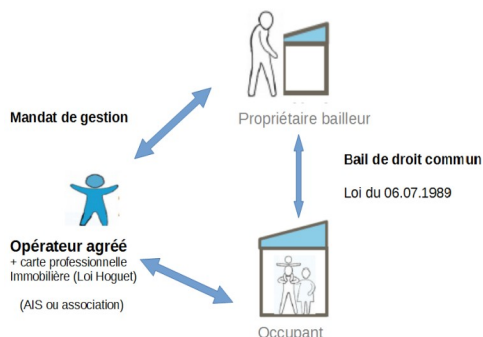 Mandat de gestion
Propriétaire bailleur
Bail de droit commun
Loi du 06.07.1989
Opérateur agréé
+ carte professionnelle
Immobilière (Loi Hoguet)
(AIS ou association)
Occupant